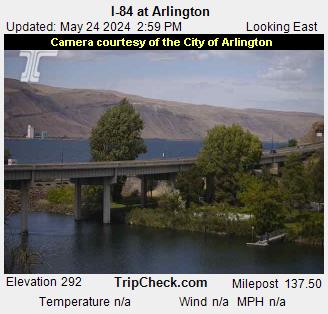 I-84 at Arlington
Updated: May 24 2024 2:59 PM Looking East
Camera courtesy of the City of Arlington
Elevation 292 TripCheck.com Milepost 137.50
Temperature n/a Wind n/a MPH n/a